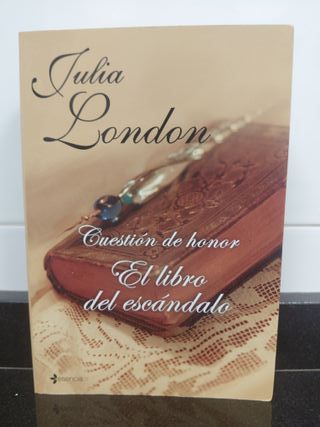 Julia
London
Cuestión de honor
El libro
del escándalo
esencia